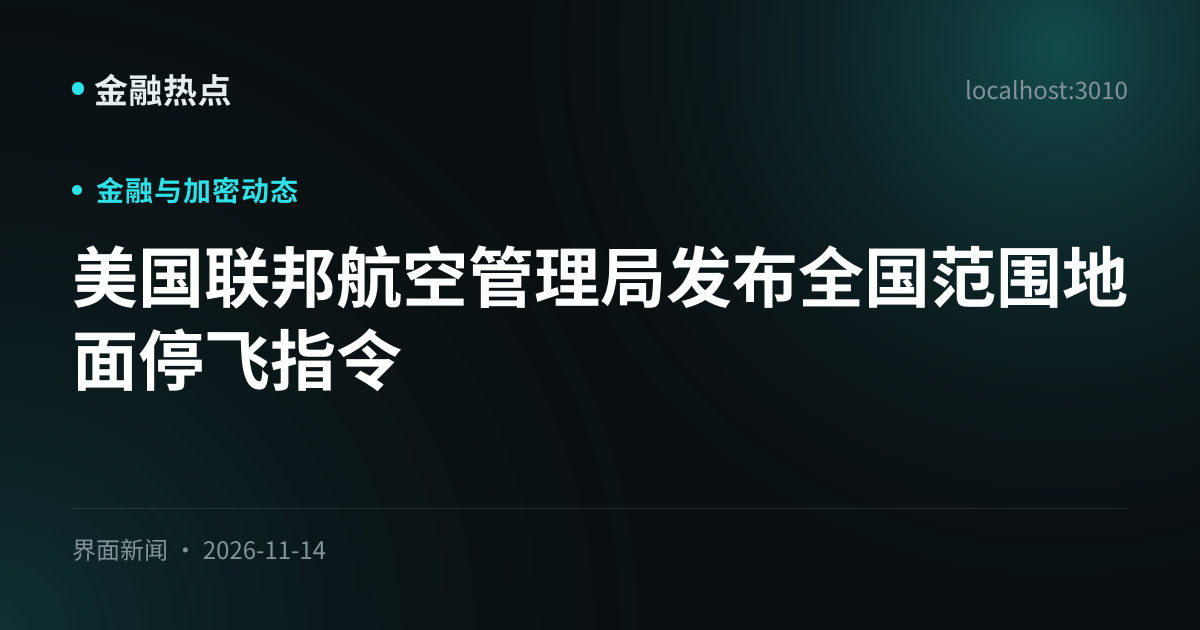 金融热点
localhost:3010
金融与加密动态
美国联邦航空管理局发布全国范围地
面停飞指令
界面新闻 · 2026-11-14